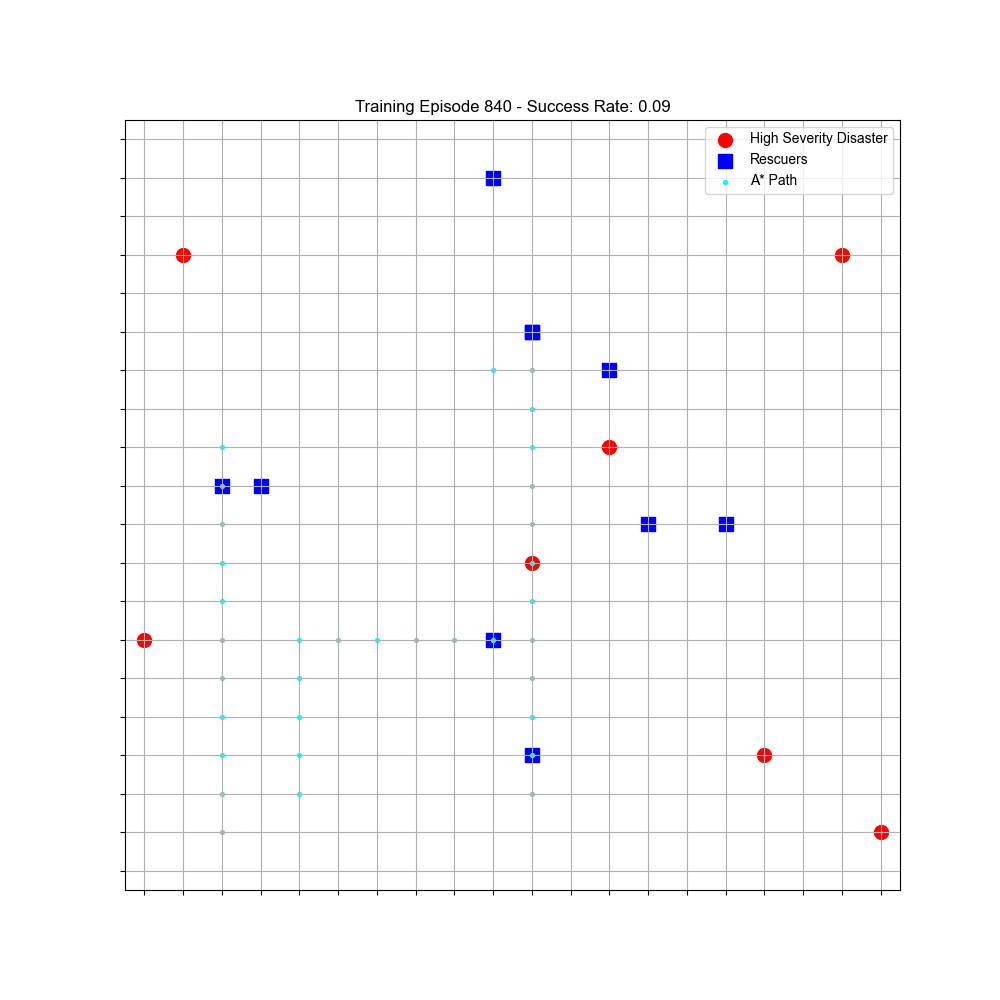 Training Episode 840 - Success Rate: 0.09
High Severity Disaster
Rescuers
A* Path